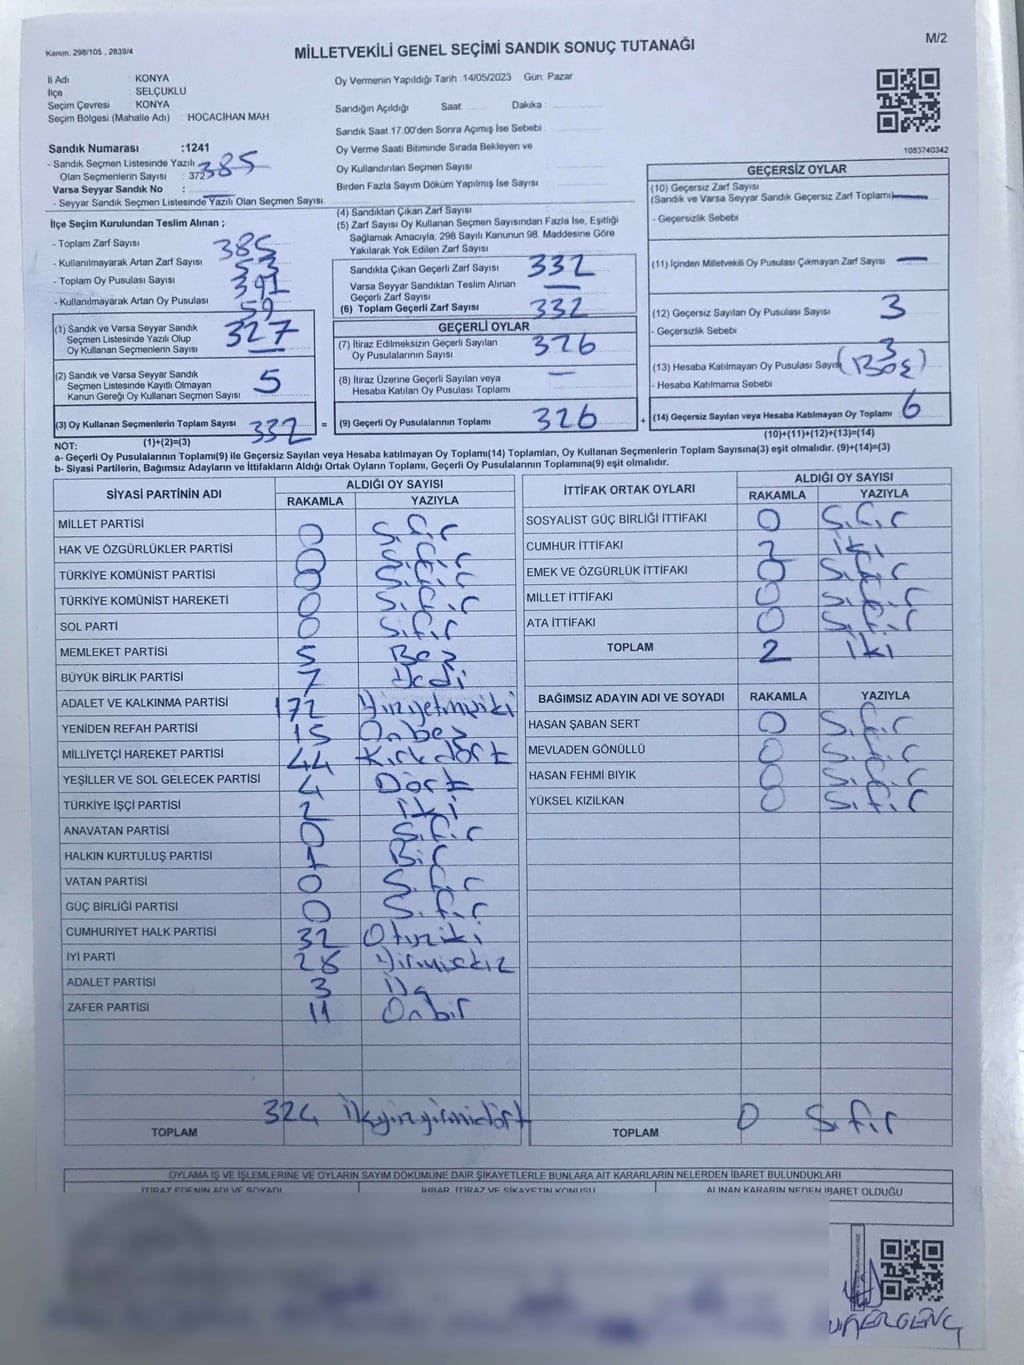 Kanun: 298/105 , 2839/4
MİLLETVEKİLİ GENEL SEÇİMİ SANDIK SONUÇ TUTANAĞI
M/2
İl Adı : KONYA
İlçe : SELÇUKLU
Seçim Çevresi : KONYA
Seçim Bölgesi (Mahalle Adı) : HOCACİHAN MAH
Sandık Numarası :1241
- Sandık Seçmen Listesinde Yazılı
Olan Seçmenlerin Sayısı : 372 385
Varsa Seyyar Sandık No :
- Seyyar Sandık Seçmen Listesinde Yazılı Olan Seçmen Sayısı
Oy Vermenin Yapıldığı Tarih :14/05/2023 Gün: Pazar
Sandığın Açıldığı Saat: Dakika :
Sandık Saat 17.00'den Sonra Açımış İse Sebebi
Oy Verme Saati Bitiminde Sırada Bekleyen ve
Oy Kullandırılan Seçmen Sayısı
Birden Fazla Sayım Döküm Yapılmış İse Sayısı
1083740342
İlçe Seçim Kurulundan Teslim Alınan ;
- Toplam Zarf Sayısı 385
- Kullanılmayarak Artan Zarf Sayısı 53
- Toplam Oy Pusulası Sayısı 391
- Kullanılmayarak Artan Oy Pusulası 59
(1) Sandık ve Varsa Seyyar Sandık
Seçmen Listesinde Yazılı Olup
Oy Kullanan Seçmenlerin Sayısı 327
(2) Sandık ve Varsa Seyyar Sandık
Seçmen Listesinde Kayıtlı Olmayan
Kanun Gereği Oy Kullanan Seçmen Sayısı 5
(3) Oy Kullanan Seçmenlerin Toplam Sayısı 332 =
(1)+(2)=(3)
(4) Sandıktan Çıkan Zarf Sayısı
(5) Zarf Sayısı Oy Kullanan Seçmen Sayısından Fazla İse, Eşitliği
Sağlamak Amacıyla, 298 Sayılı Kanunun 98. Maddesine Göre
Yakılarak Yok Edilen Zarf Sayısı
Sandıkta Çıkan Geçerli Zarf Sayısı 332
Varsa Seyyar Sandıktan Teslim Alınan
Geçerli Zarf Sayısı —
(6) Toplam Geçerli Zarf Sayısı 332
GEÇERLİ OYLAR
(7) İtiraz Edilmeksizin Geçerli Sayılan
Oy Pusulalarının Sayısı 326
(8) İtiraz Üzerine Geçerli Sayılan veya
Hesaba Katılan Oy Pusulası Toplamı —
(9) Geçerli Oy Pusulalarının Toplamı 326 +
GEÇERSİZ OYLAR
(10) Geçersiz Zarf Sayısı
(Sandık ve Varsa Seyyar Sandık Geçersiz Zarf Toplamı) —
- Geçersizlik Sebebi
(11) İçinden Milletvekili Oy Pusulası Çıkmayan Zarf Sayısı —
(12) Geçersiz Sayılan Oy Pusulası Sayısı 3
- Geçersizlik Sebebi
(13) Hesaba Katılmayan Oy Pusulası Sayısı 3 (Boş)
- Hesaba Katılmama Sebebi
(14) Geçersiz Sayılan veya Hesaba Katılmayan Oy Toplamı 6
(10)+(11)+(12)+(13)=(14)
NOT:
a- Geçerli Oy Pusulalarının Toplamı(9) ile Geçersiz Sayılan veya Hesaba katılmayan Oy Toplamı(14) Toplamları, Oy Kullanan Seçmenlerin Toplam Sayısına(3) eşit olmalıdır. (9)+(14)=(3)
b- Siyasi Partilerin, Bağımsız Adayların ve İttifakların Aldığı Ortak Oyların Toplamı, Geçerli Oy Pusulalarının Toplamına(9) eşit olmalıdır.
SİYASİ PARTİNİN ADI
ALDIĞI OY SAYISI
RAKAMLA YAZIYLA
MİLLET PARTİSİ 0 Sıfır
HAK VE ÖZGÜRLÜKLER PARTİSİ 0 Sıfır
TÜRKİYE KOMÜNİST PARTİSİ 0 Sıfır
TÜRKİYE KOMÜNİST HAREKETİ 0 Sıfır
SOL PARTİ 0 Sıfır
MEMLEKET PARTİSİ 5 Beş
BÜYÜK BİRLİK PARTİSİ 7 Yedi
ADALET VE KALKINMA PARTİSİ 172 Yüzyetmişiki
YENİDEN REFAH PARTİSİ 15 Onbeş
MİLLİYETÇİ HAREKET PARTİSİ 44 Kırkdört
YEŞİLLER VE SOL GELECEK PARTİSİ 4 Dört
TÜRKİYE İŞÇİ PARTİSİ 2 iki
ANAVATAN PARTİSİ 0 Sıfır
HALKIN KURTULUŞ PARTİSİ 1 Bir
VATAN PARTİSİ 0 Sıfır
GÜÇ BİRLİĞİ PARTİSİ 0 Sıfır
CUMHURİYET HALK PARTİSİ 32 Otuziki
İYİ PARTİ 28 Yirmisekiz
ADALET PARTİSİ 3 Üç
ZAFER PARTİSİ 11 Onbir
TOPLAM 324 Üçyüzyirmidört
İTTİFAK ORTAK OYLARI
ALDIĞI OY SAYISI
RAKAMLA YAZIYLA
SOSYALİST GÜÇ BİRLİĞİ İTTİFAKI 0 Sıfır
CUMHUR İTTİFAKI 2 iki
EMEK VE ÖZGÜRLÜK İTTİFAKI 0 Sıfır
MİLLET İTTİFAKI 0 Sıfır
ATA İTTİFAKI 0 Sıfır
TOPLAM 2 iki
BAĞIMSIZ ADAYIN ADI VE SOYADI RAKAMLA YAZIYLA
HASAN ŞABAN SERT 0 Sıfır
MEVLADEN GÖNÜLLÜ 0 Sıfır
HASAN FEHMI BIYIK 0 Sıfır
YÜKSEL KIZILKAN 0 Sıfır
TOPLAM 0 Sıfır
OYLAMA İŞ VE İŞLEMLERİNE VE OYLARIN SAYIM DÖKÜMÜNE DAİR ŞİKAYETLERLE BUNLARA AİT KARARLARIN NELERDEN İBARET BULUNDUKLARI
İTİRAZ EDENİN ADI VE SOYADI İHBAR, İTİRAZ VE ŞİKAYETİN KONUSU ALINAN KARARIN NEDEN İBARET OLDUĞU